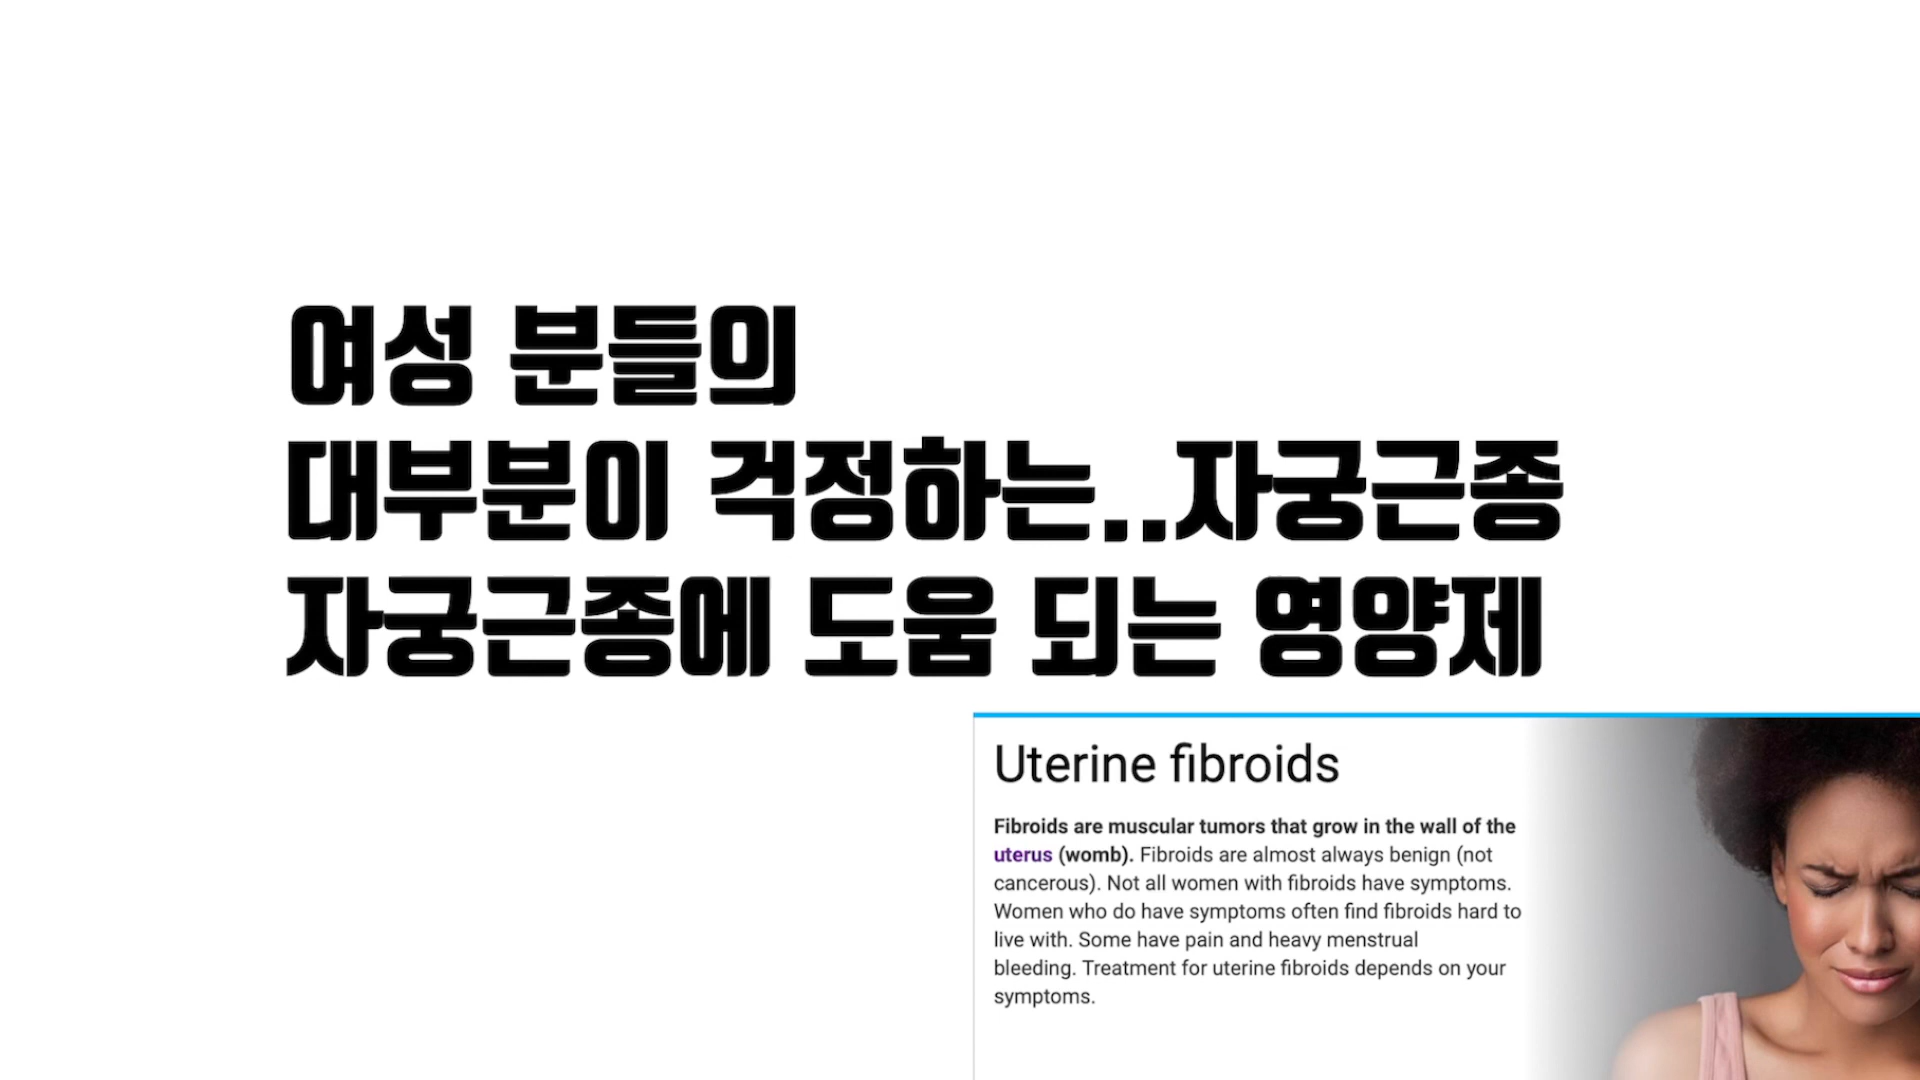 여성 분들의
대부분이 걱정하는..자궁근종
자궁근종에 도움 되는 영양제
Uterine fibroids
Fibroids are muscular tumors that grow in the wall of the
uterus (womb). Fibroids are almost always benign (not
cancerous). Not all women with fibroids have symptoms.
Women who do have symptoms often find fibroids hard to
live with. Some have pain and heavy menstrual
bleeding. Treatment for uterine fibroids depends on your
symptoms.